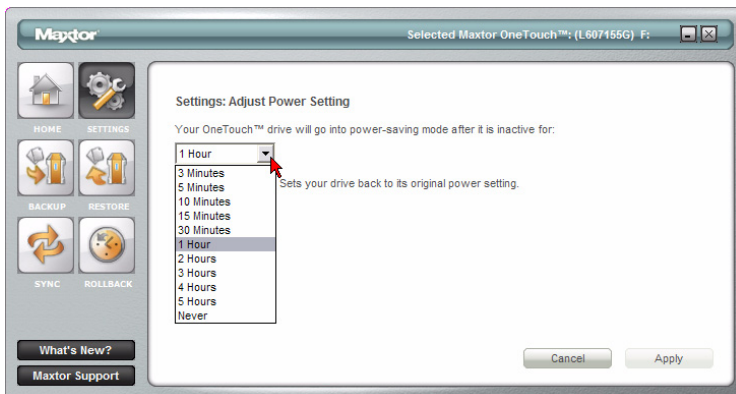 Maxtor
Selected Maxtor OneTouch™: (L607155G) F:
HOME SETTINGS
BACKUP RESTORE
SYNC ROLLBACK
What's New?
Maxtor Support
Settings: Adjust Power Setting
Your OneTouch™ drive will go into power-saving mode after it is inactive for:
1 Hour
3 Minutes
5 Minutes
Sets your drive back to its original power setting.
10 Minutes
15 Minutes
30 Minutes
1 Hour
2 Hours
3 Hours
4 Hours
5 Hours
Never
Cancel Apply